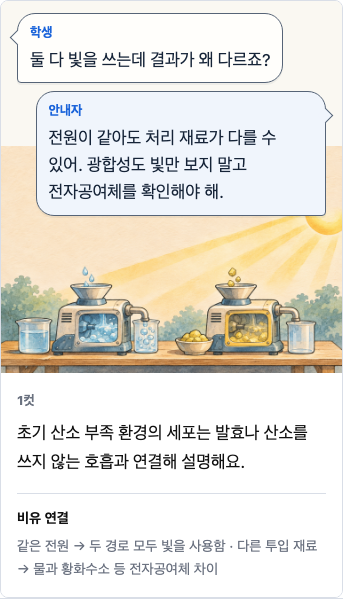 학생
둘 다 빛을 쓰는데 결과가 왜 다르죠?
안내자
전원이 같아도 처리 재료가 다를 수
있어. 광합성도 빛만 보지 말고
전자공여체를 확인해야 해.
1컷
초기 산소 부족 환경의 세포는 발효나 산소를
쓰지 않는 호흡과 연결해 설명해요.
비유 연결
같은 전원 → 두 경로 모두 빛을 사용함 · 다른 투입 재료
→ 물과 황화수소 등 전자공여체 차이